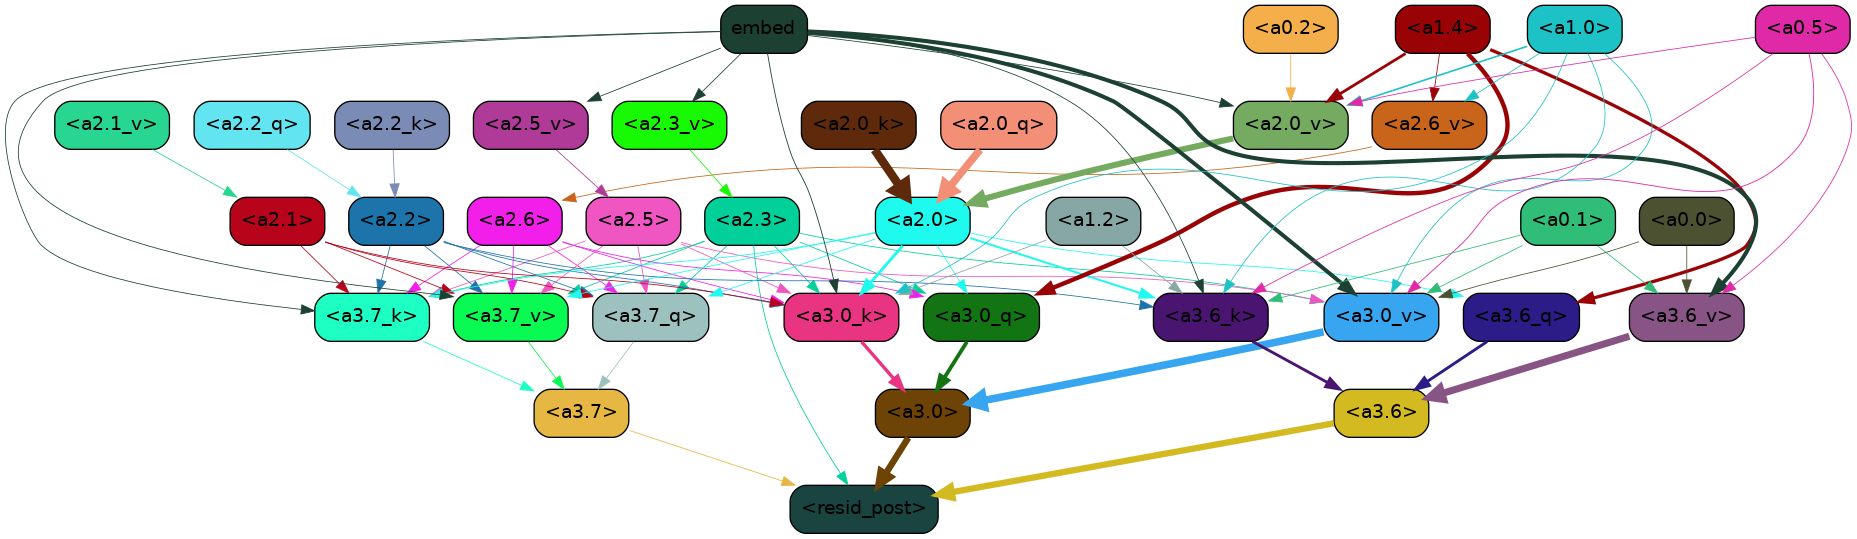 embed
<a0.2>
<a1.4>
<a1.0>
<a0.5>
<a2.1_v>
<a2.2_q>
<a2.2_k>
<a2.5_v>
<a2.3_v>
<a2.0_k>
<a2.0_q>
<a2.0_v>
<a2.6_v>
<a2.1>
<a2.2>
<a2.6>
<a2.5>
<a2.3>
<a2.0>
<a1.2>
<a0.1>
<a0.0>
<a3.7_k>
<a3.7_v>
<a3.7_q>
<a3.0_k>
<a3.0_q>
<a3.6_k>
<a3.0_v>
<a3.6_q>
<a3.6_v>
<a3.7>
<a3.0>
<a3.6>
<resid_post>